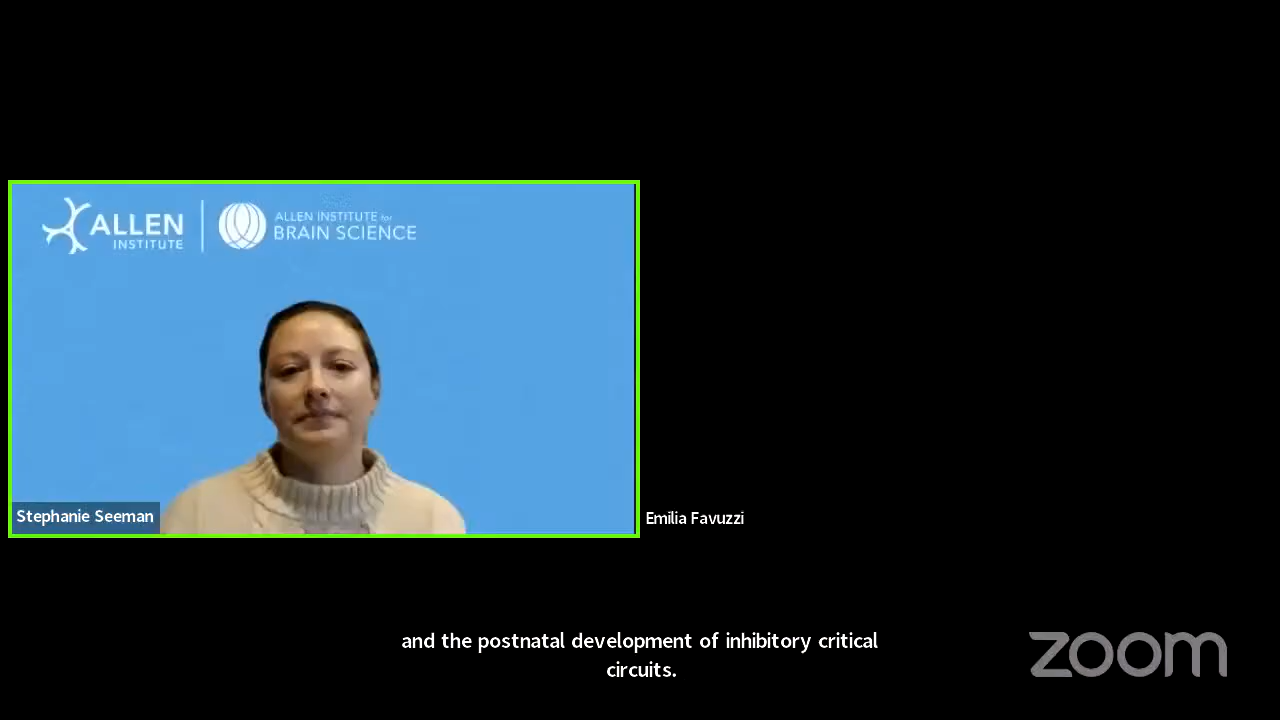 ALLEN
INSTITUTE
ALLEN INSTITUTE for
BRAIN SCIENCE
Stephanie Seeman
Emilia Favuzzi
and the postnatal development of inhibitory critical
circuits.
zoom